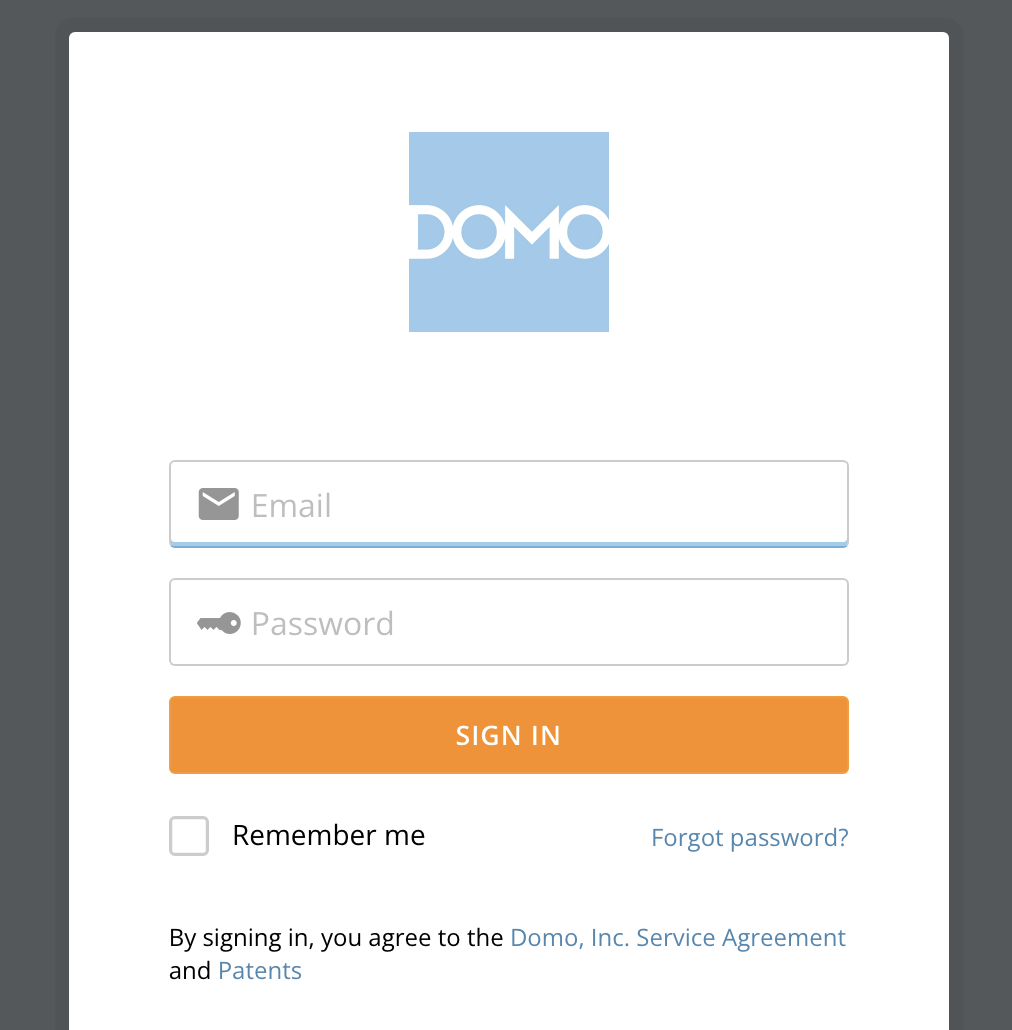 DOMO
Email
Password
SIGN IN
Remember me
Forgot password?
By signing in, you agree to the Domo, Inc. Service Agreement
and Patents